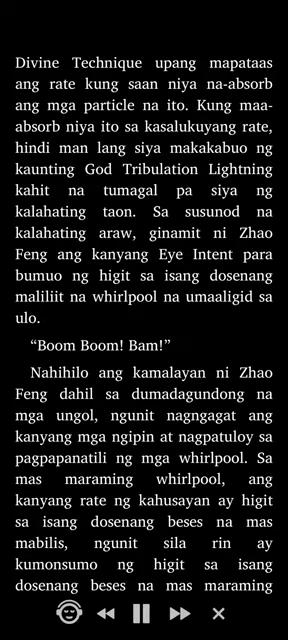 Divine Technique upang mapataas
ang rate kung saan niya na-absorb
ang mga particle na ito. Kung maa-
absorb niya ito sa kasalukuyang rate,
hindi man lang siya makakabuo ng
kaunting God Tribulation Lightning
kahit na tumagal pa siya ng
kalahating taon. Sa susunod na
kalahating araw, ginamit ni Zhao
Feng ang kanyang Eye Intent para
bumuo ng higit sa isang dosenang
maliliit na whirlpool na umaaligid sa
ulo.
“Boom Boom! Bam!”
Nahihilo ang kamalayan ni Zhao
Feng dahil sa dumadagundong na
mga ungol, ngunit nagngagat ang
kanyang mga ngipin at nagpatuloy sa
pagpapanatili ng mga whirlpool. Sa
mas maraming whirlpool, ang
kanyang rate ng kahusayan ay higit
sa isang dosenang beses na mas
mabilis, ngunit sila rin ay
kumonsumo ng higit sa isang
dosenang beses na mas maraming